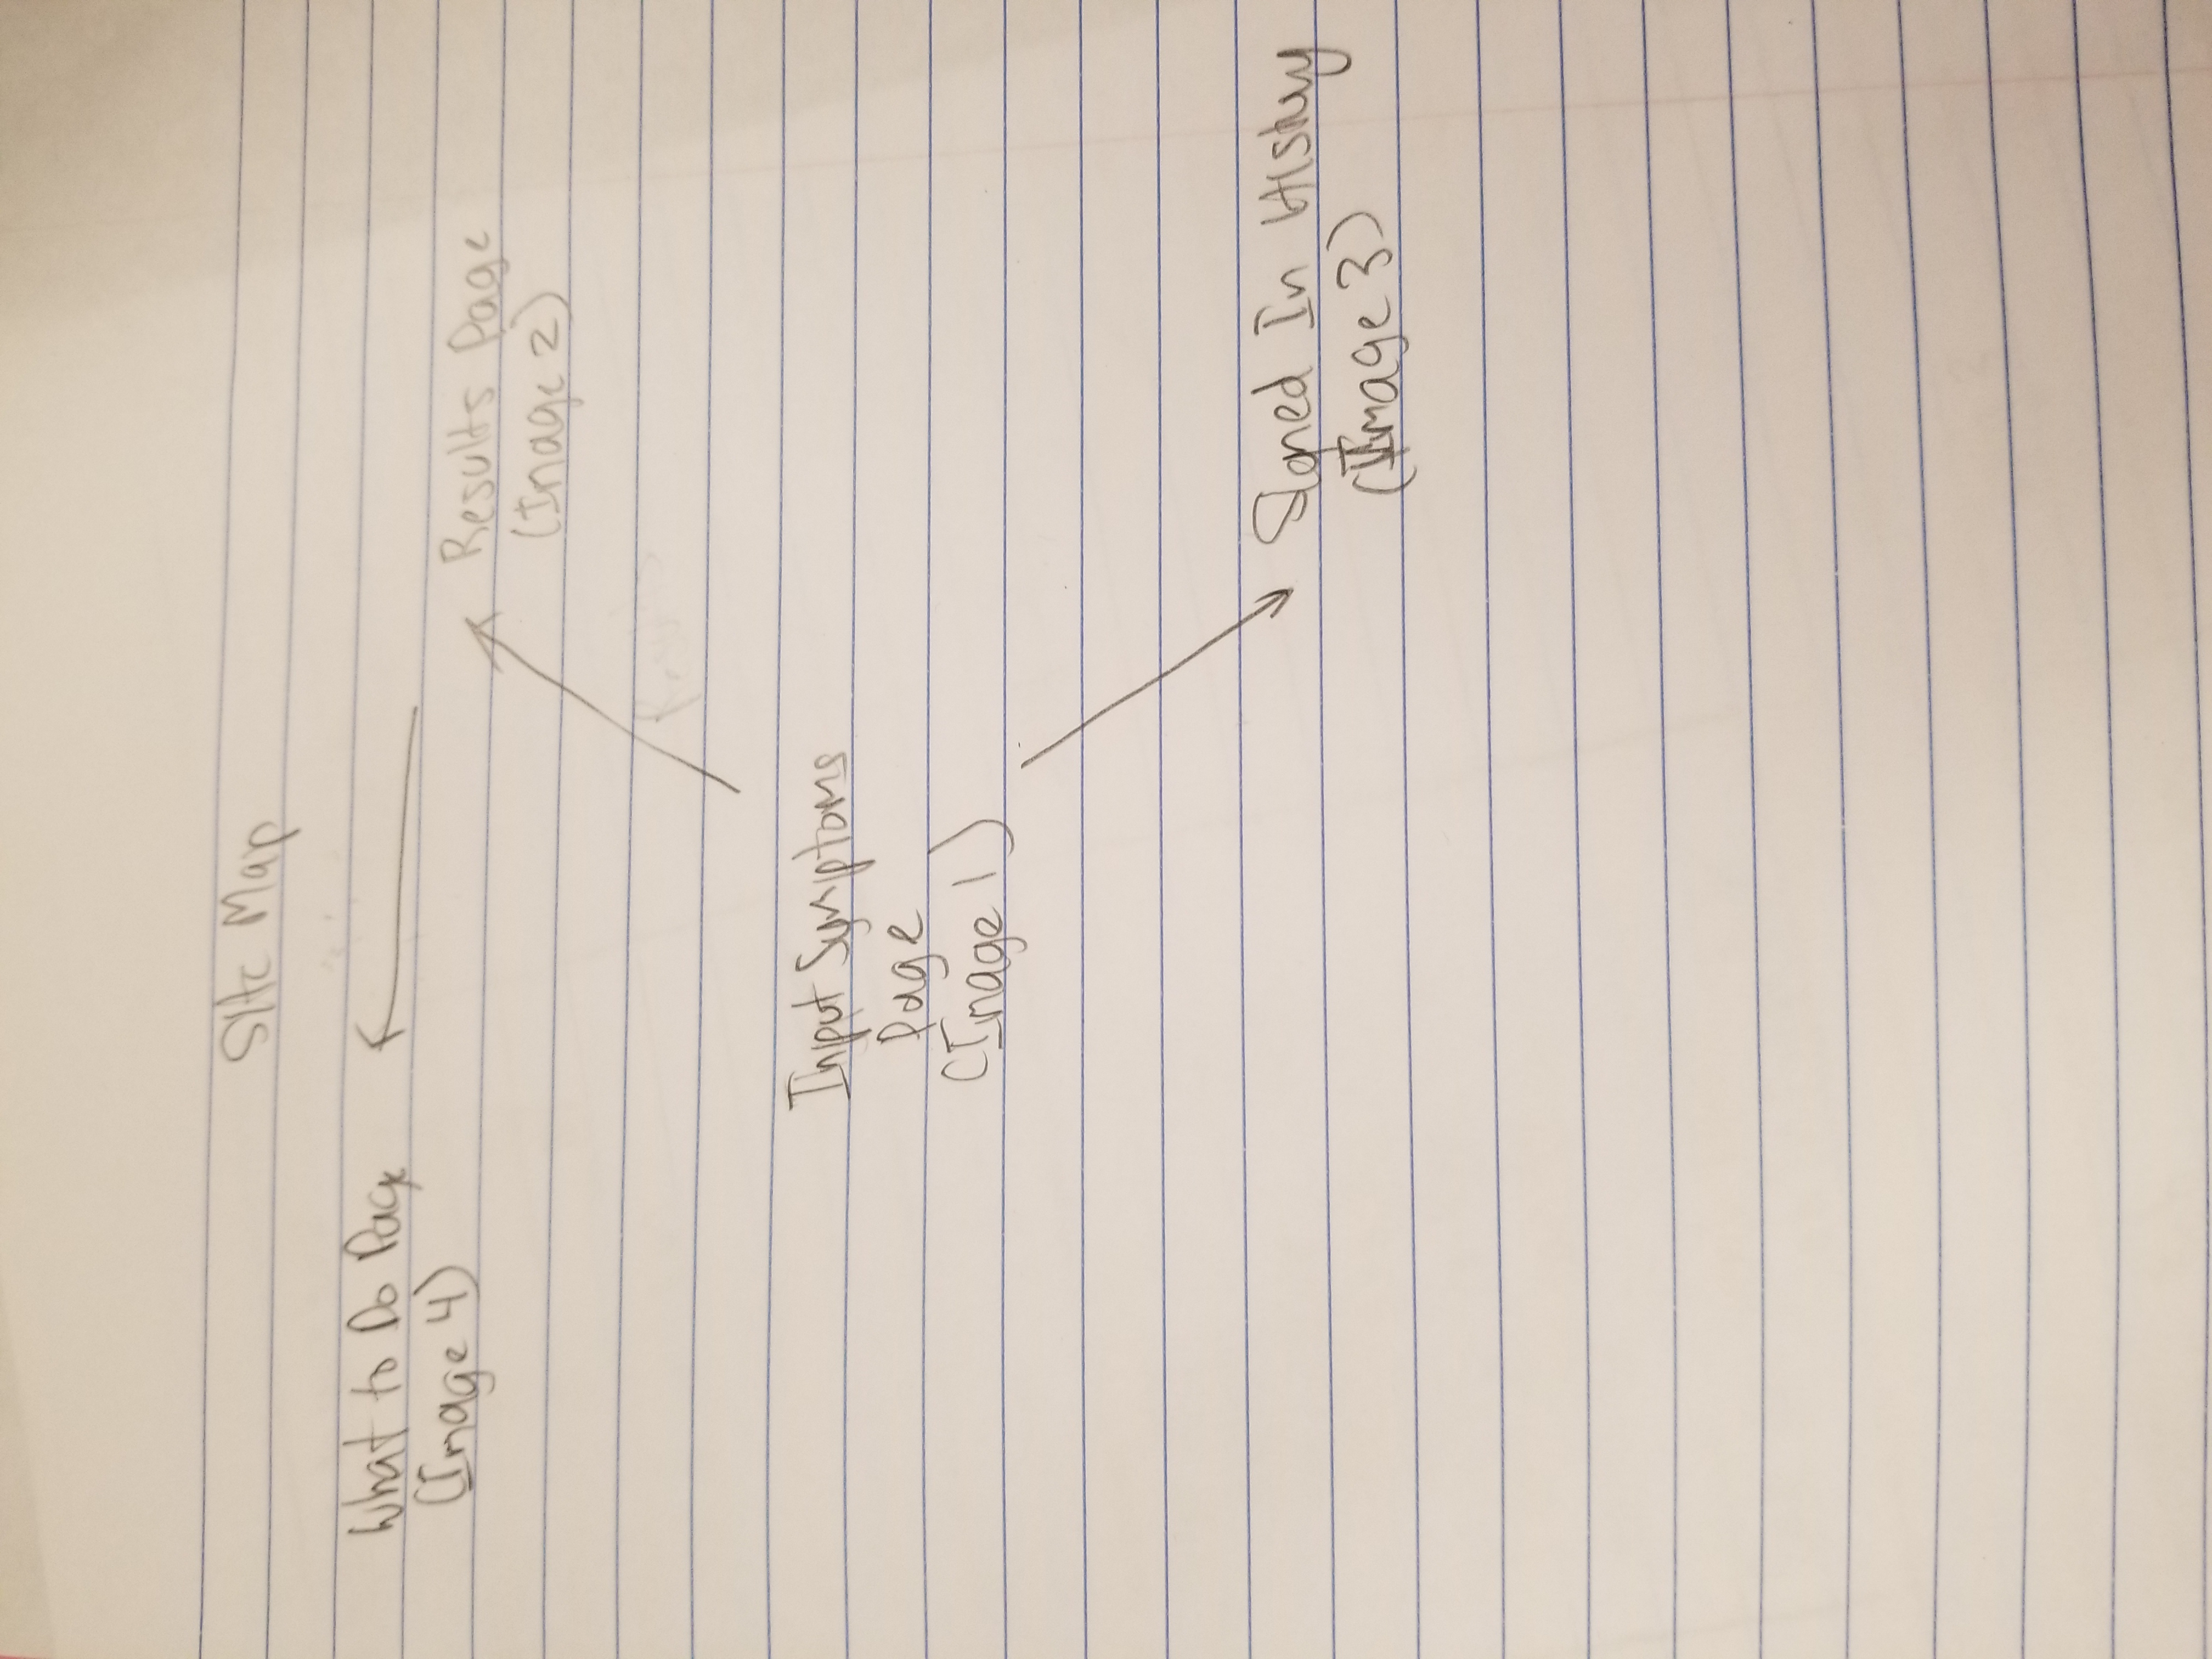 Site Map
What to Do Page
(Image 4)
Results Page
(Image 2)
Results
Input Symptoms
Page
(Image 1)
Signed In History
(Image 3)